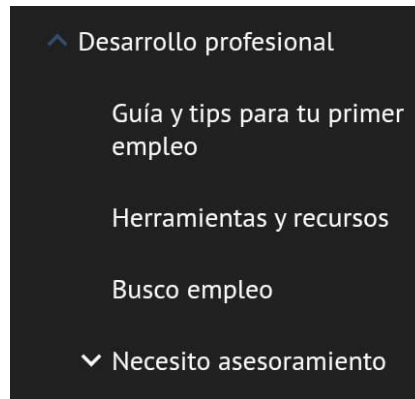 Desarrollo profesional
Guía y tips para tu primer
empleo
Herramientas y recursos
Busco empleo
Necesito asesoramiento